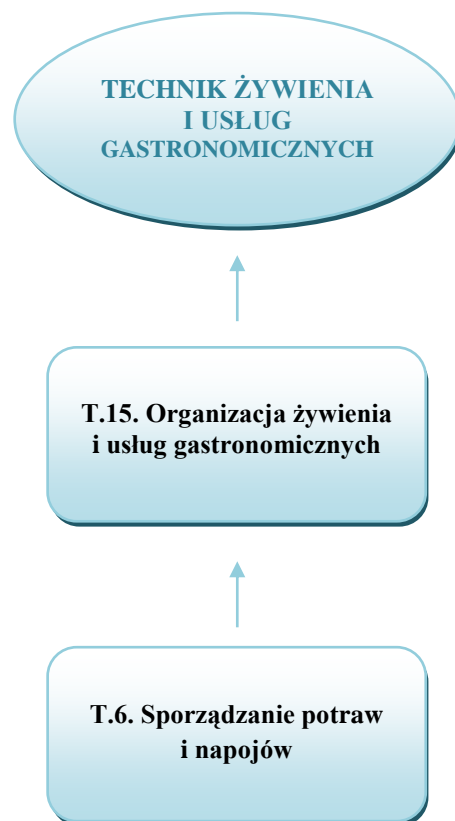 TECHNIK ŻYWIENIA
I USŁUG
GASTRONOMICZNYCH
T.15. Organizacja żywienia
i usług gastronomicznych
T.6. Sporządzanie potraw
i napojów